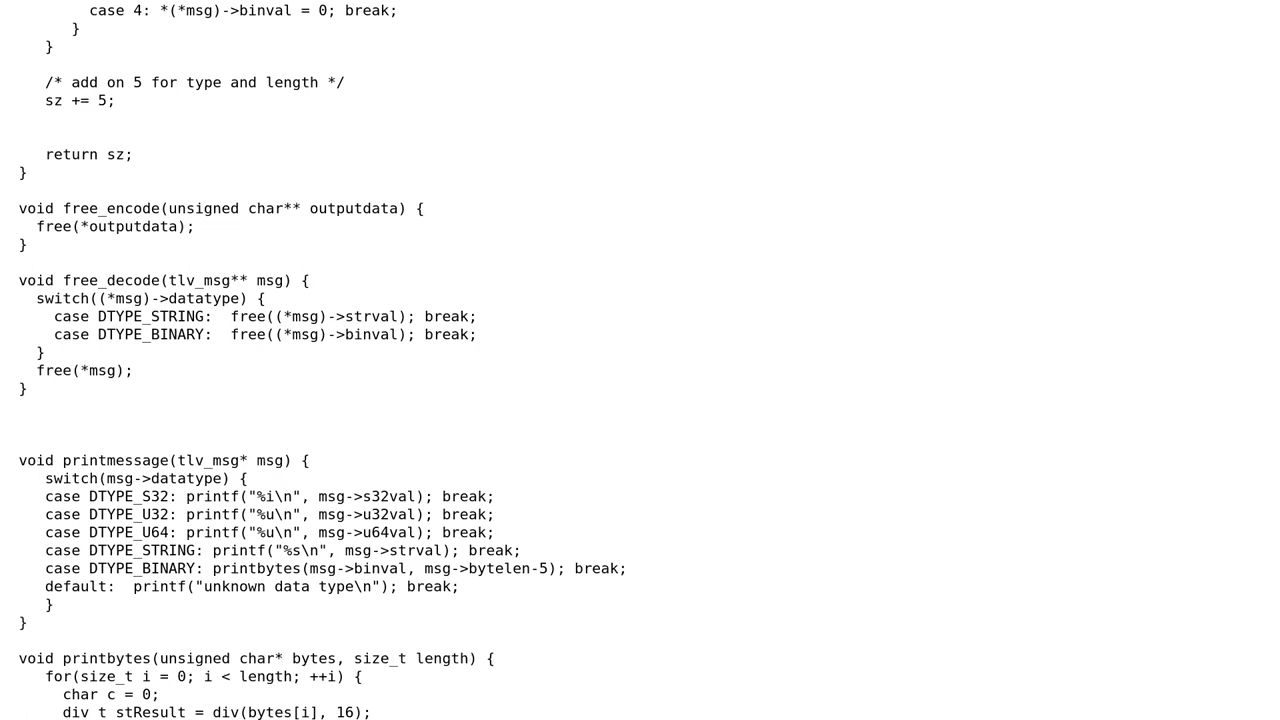 case 4: *(*msg)->binval = 0; break;
      }
   }

   /* add on 5 for type and length */
   sz += 5;


   return sz;
}

void free_encode(unsigned char** outputdata) {
  free(*outputdata);
}

void free_decode(tlv_msg** msg) {
  switch((*msg)->datatype) {
    case DTYPE_STRING:  free((*msg)->strval); break;
    case DTYPE_BINARY:  free((*msg)->binval); break;
  }
  free(*msg);
}



void printmessage(tlv_msg* msg) {
   switch(msg->datatype) {
   case DTYPE_S32: printf("%i\n", msg->s32val); break;
   case DTYPE_U32: printf("%u\n", msg->u32val); break;
   case DTYPE_U64: printf("%u\n", msg->u64val); break;
   case DTYPE_STRING: printf("%s\n", msg->strval); break;
   case DTYPE_BINARY: printbytes(msg->binval, msg->bytelen-5); break;
   default:  printf("unknown data type\n"); break;
   }
}

void printbytes(unsigned char* bytes, size_t length) {
   for(size_t i = 0; i < length; ++i) {
     char c = 0;
     div_t stResult = div(bytes[i], 16);